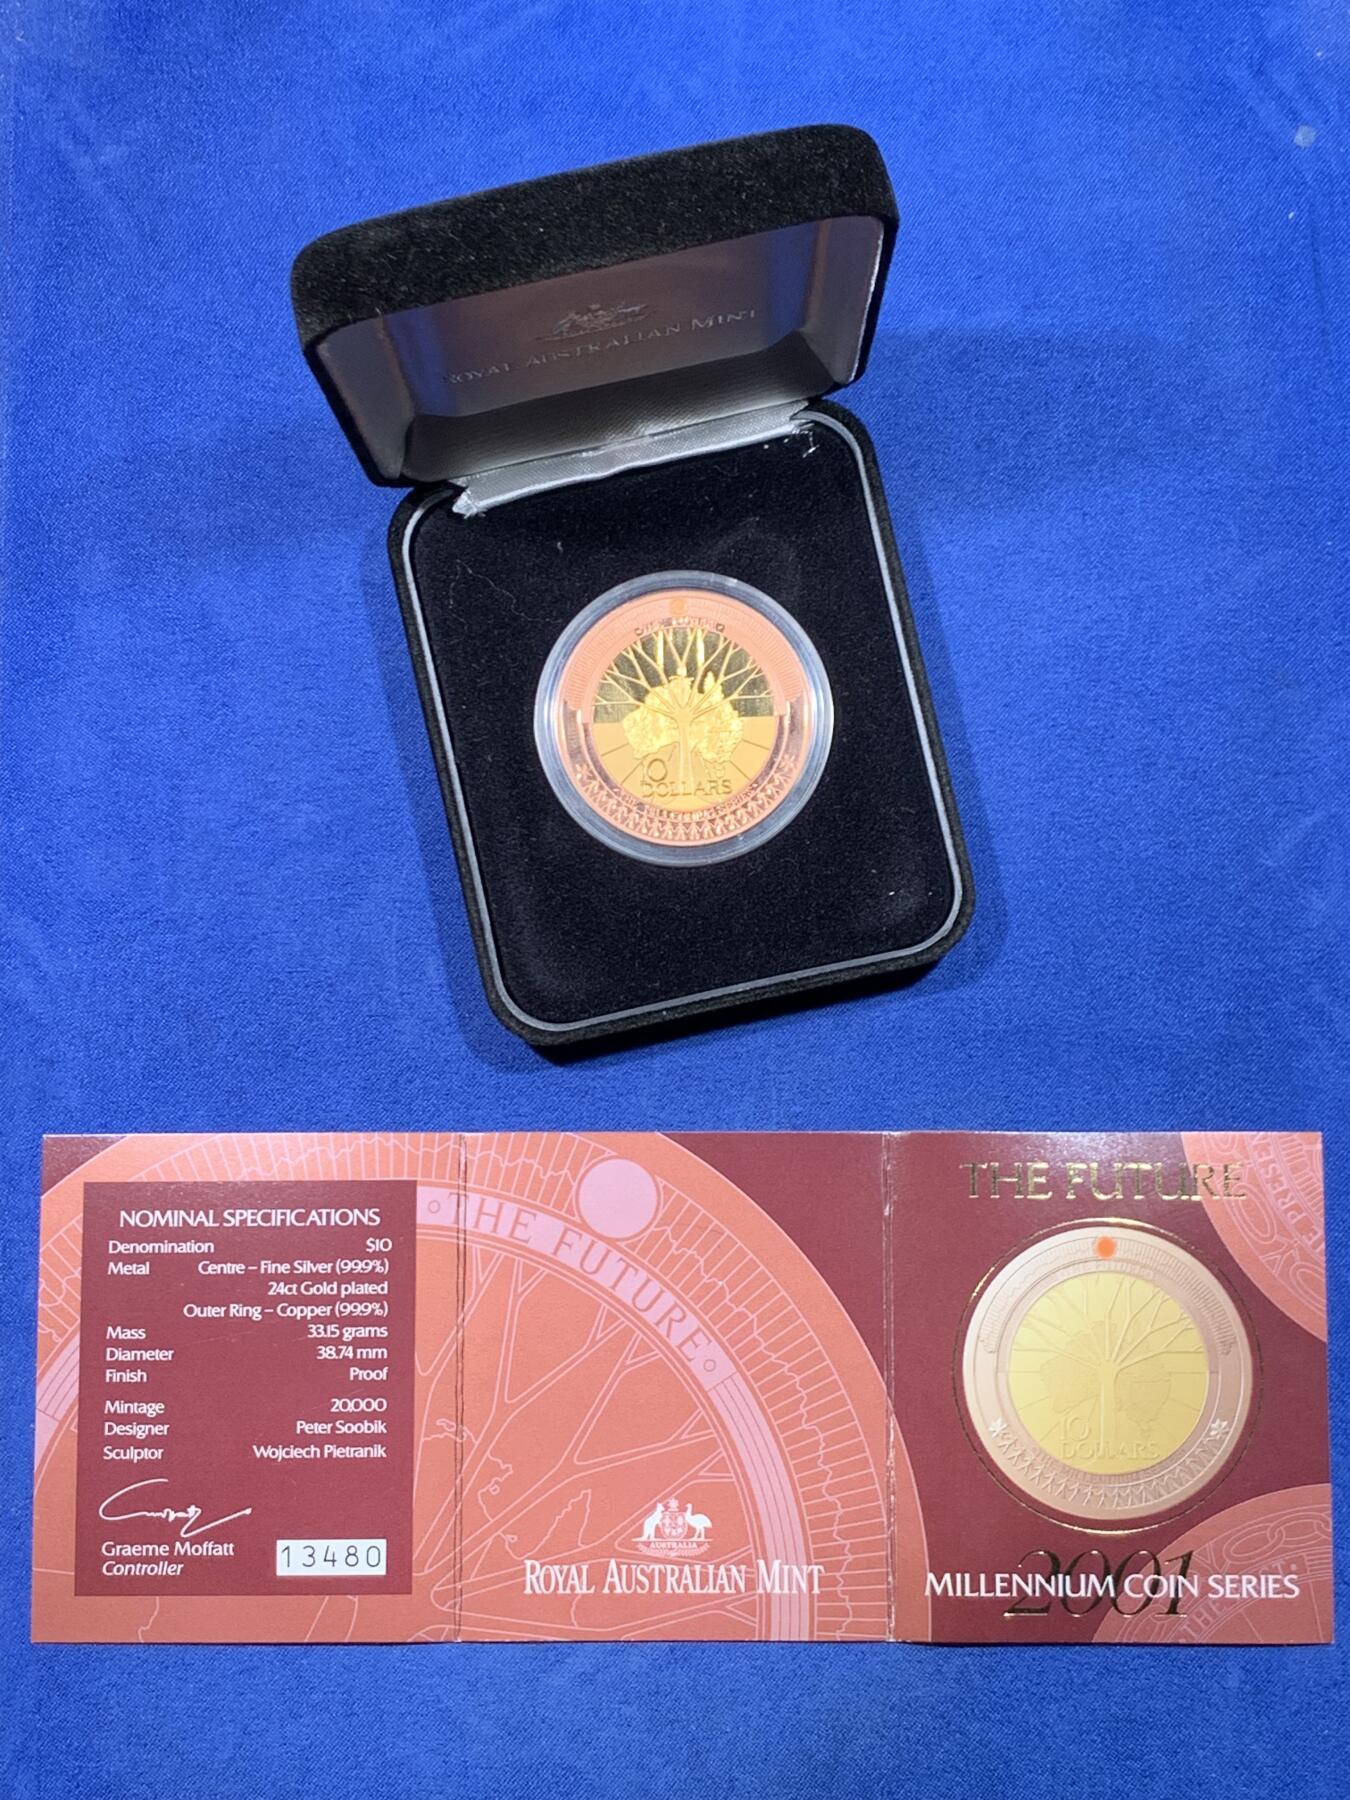 ROYAL AUSTRALIAN MINT
10
DOLLARS
NOMINAL SPECIFICATIONS
Denomination $10
Metal Centre – Fine Silver (99.9%)
24ct Gold plated
Outer Ring – Copper (99.9%)
Mass 33.15 grams
Diameter 38.74 mm
Finish Proof
Mintage 20,000
Designer Peter Soobik
Sculptor Wojciech Pietranik
Graeme Moffatt
Controller
13480
THE FUTURE
AUSTRALIA
ROYAL AUSTRALIAN MINT
THE FUTURE
10
DOLLARS
2001
MILLENNIUM COIN SERIES